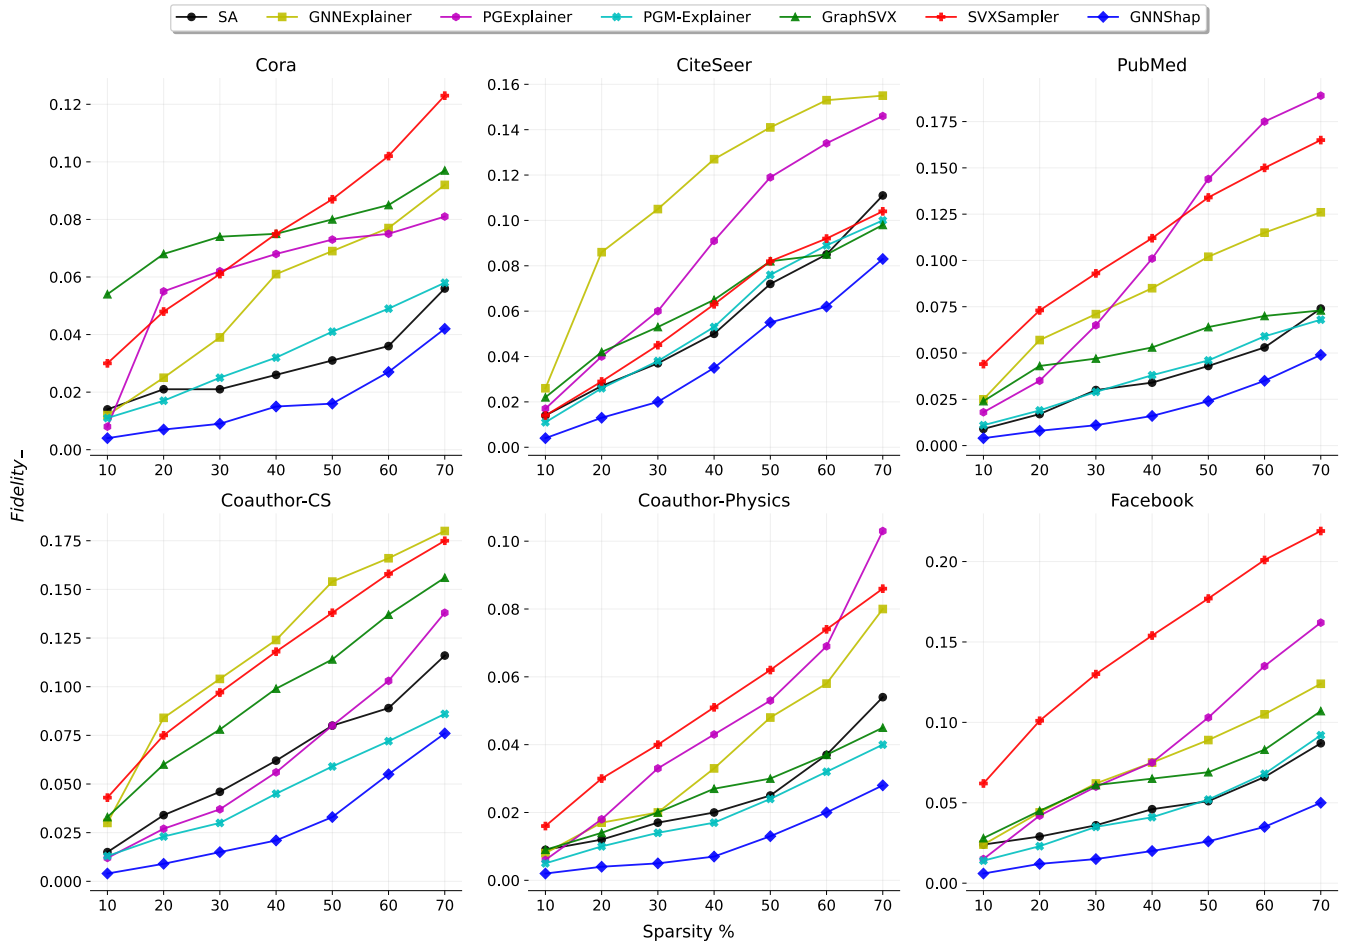 SA GNNExplainer PGExplainer PGM-Explainer GraphSVX SVXSampler GNNShap
Cora
0.12
0.10
0.08
0.06
0.04
0.02
0.00
10 20 30 40 50 60 70
CiteSeer
0.16
0.14
0.12
0.10
0.08
0.06
0.04
0.02
0.00
10 20 30 40 50 60 70
PubMed
0.175
0.150
0.125
0.100
0.075
0.050
0.025
0.000
10 20 30 40 50 60 70
Fidelity_
Coauthor-CS
0.175
0.150
0.125
0.100
0.075
0.050
0.025
0.000
10 20 30 40 50 60 70
Coauthor-Physics
0.10
0.08
0.06
0.04
0.02
0.00
10 20 30 40 50 60 70
Facebook
0.20
0.15
0.10
0.05
0.00
10 20 30 40 50 60 70
Sparsity %